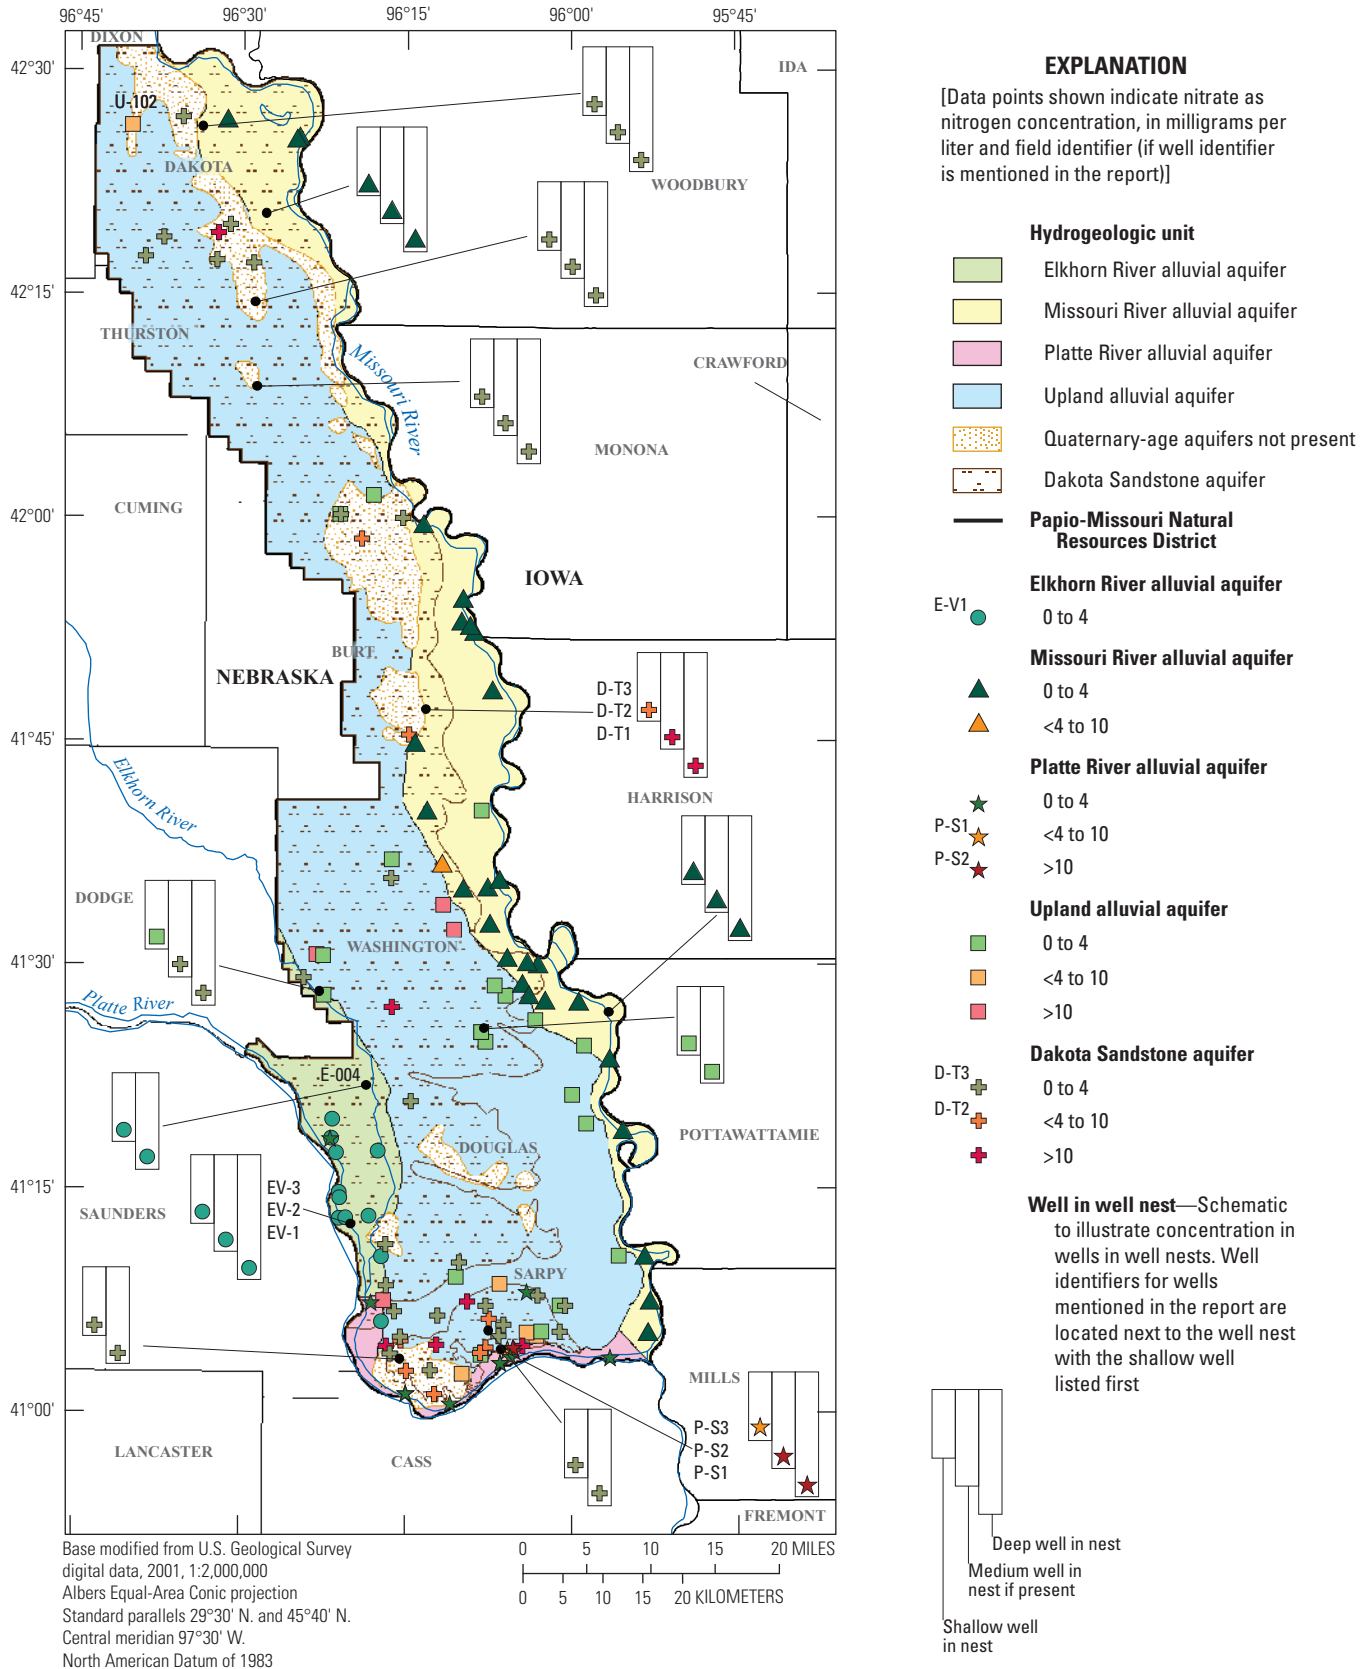 96°45'
96°30'
96°15'
96°00'
95°45'
42°30'
42°15'
42°00'
41°45'
41°30'
41°15'
41°00'
DIXON
IDA
U-102
DAKOTA
WOODBURY
THURSTON
Missouri River
CRAWFORD
MONONA
CUMING
IOWA
BURT
NEBRASKA
D-T3
D-T2
D-T1
Elkhorn River
HARRISON
DODGE
WASHINGTON
Platte River
E-004
DOUGLAS
POTTAWATTAMIE
SAUNDERS
EV-3
EV-2
EV-1
SARPY
MILLS
P-S3
P-S2
P-S1
LANCASTER
CASS
FREMONT
Base modified from U.S. Geological Survey
digital data, 2001, 1:2,000,000
Albers Equal-Area Conic projection
Standard parallels 29°30' N. and 45°40' N.
Central meridian 97°30' W.
North American Datum of 1983
0 5 10 15 20 MILES
0 5 10 15 20 KILOMETERS
EXPLANATION
[Data points shown indicate nitrate as
nitrogen concentration, in milligrams per
liter and field identifier (if well identifier
is mentioned in the report)]
Hydrogeologic unit
Elkhorn River alluvial aquifer
Missouri River alluvial aquifer
Platte River alluvial aquifer
Upland alluvial aquifer
Quaternary-age aquifers not present
Dakota Sandstone aquifer
Papio-Missouri Natural
Resources District
Elkhorn River alluvial aquifer
E-V1 0 to 4
Missouri River alluvial aquifer
0 to 4
<4 to 10
Platte River alluvial aquifer
0 to 4
P-S1 <4 to 10
P-S2 >10
Upland alluvial aquifer
0 to 4
<4 to 10
>10
Dakota Sandstone aquifer
D-T3 0 to 4
D-T2 <4 to 10
>10
Well in well nest—Schematic
to illustrate concentration in
wells in well nests. Well
identifiers for wells
mentioned in the report are
located next to the well nest
with the shallow well
listed first
Deep well in nest
Medium well in
nest if present
Shallow well
in nest